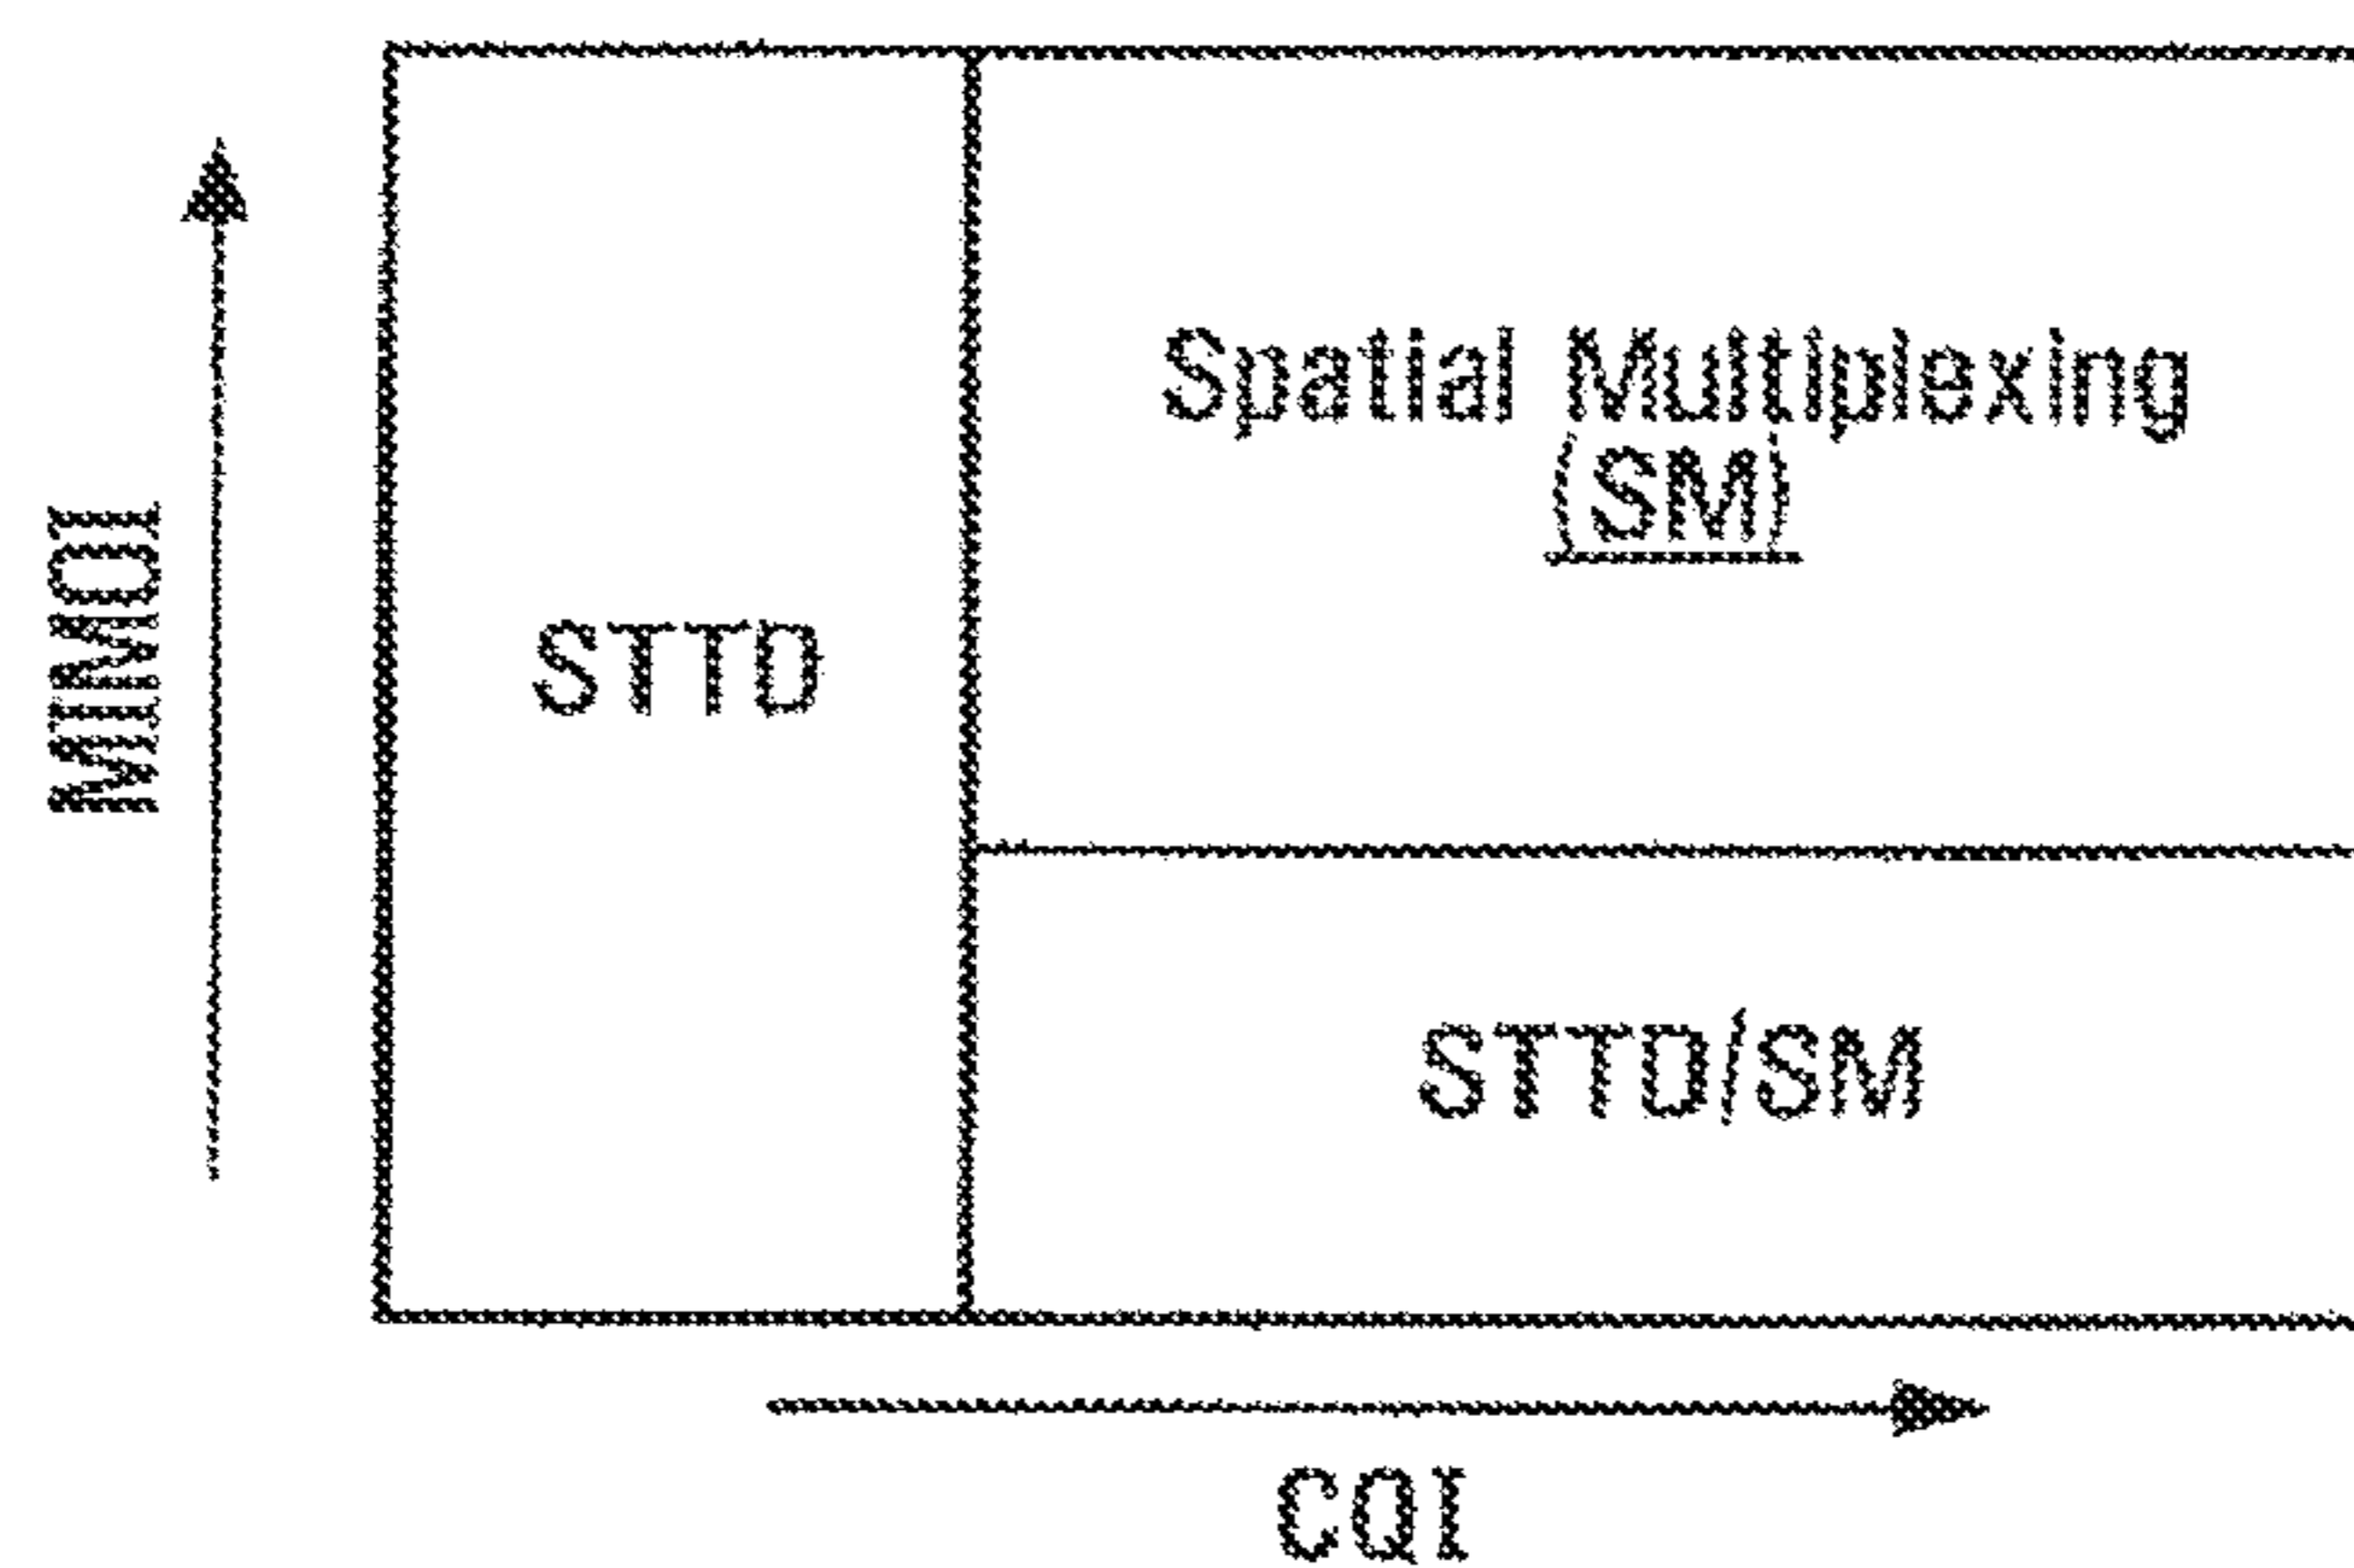 MIMOI
Spatial Multiplexing
(SM)
STTD
STTD/SM
CQI